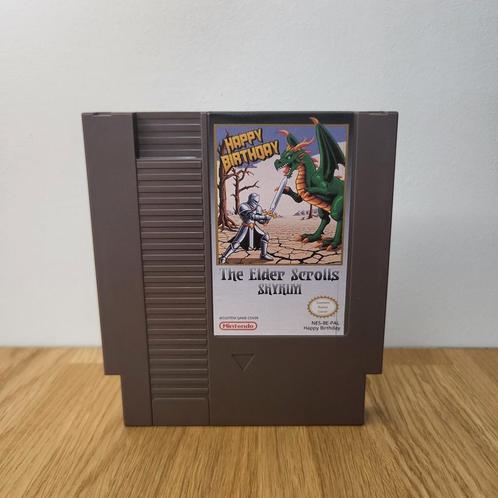 HAPPY
BIRTHDAY
The Elder Scrolls
SKYRIM
Nintendo
NES-BE-PAL
Happy Birthday